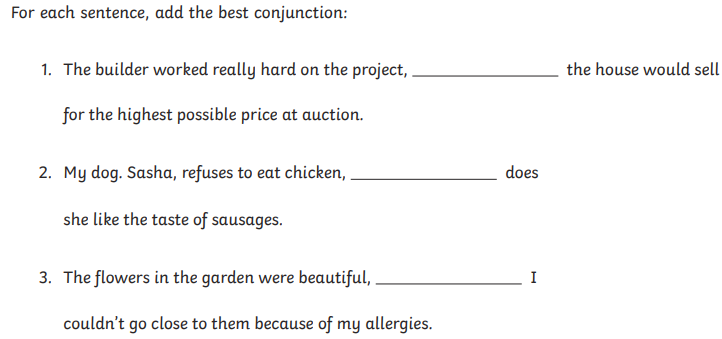 For each sentence, add the best conjunction:
1. The builder worked really hard on the project, ________________ the house would sell
for the highest possible price at auction.
2. My dog. Sasha, refuses to eat chicken, ________________ does
she like the taste of sausages.
3. The flowers in the garden were beautiful, ________________ I
couldn't go close to them because of my allergies.